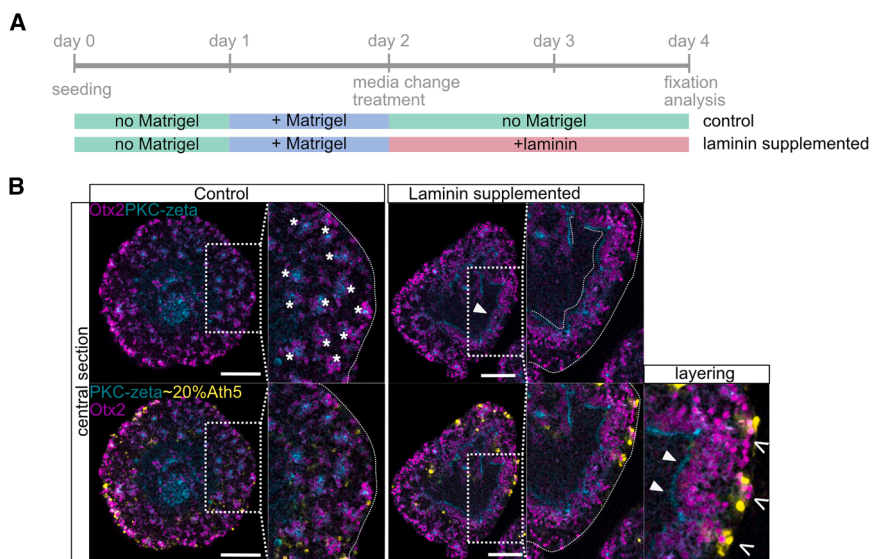 A
day 0 day 1 day 2 day 3 day 4
seeding media change fixation
treatment analysis
no Matrigel + Matrigel no Matrigel control
no Matrigel + Matrigel +laminin laminin supplemented
B
Control Laminin supplemented
Otx2PKC-zeta
central section
layering
PKC-zeta~20%Ath5
Otx2